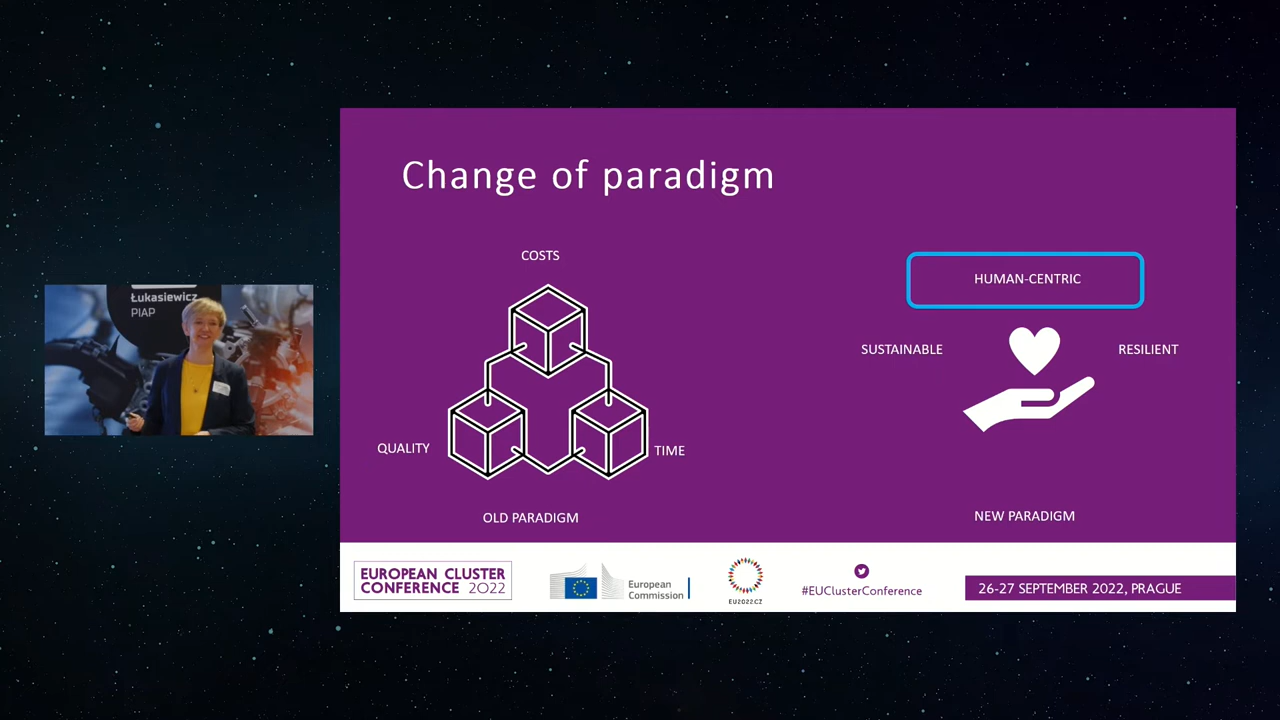 Łukasiewicz
PIAP
Change of paradigm
COSTS
QUALITY
TIME
OLD PARADIGM
HUMAN-CENTRIC
SUSTAINABLE
RESILIENT
NEW PARADIGM
EUROPEAN CLUSTER
CONFERENCE 2022
European
Commission
EU2022.CZ
#EUClusterConference
26-27 SEPTEMBER 2022, PRAGUE